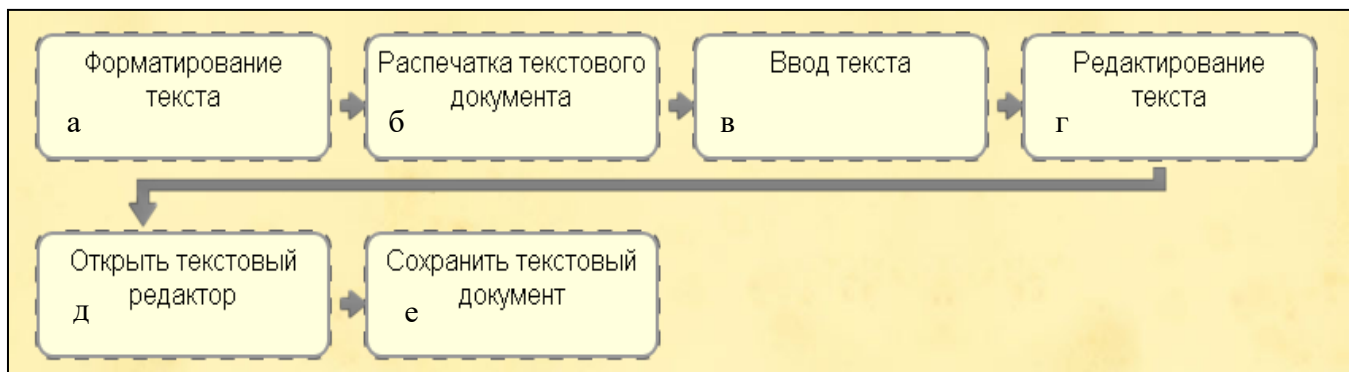 Форматирование
текста
а
Распечатка текстового
документа
б
Ввод текста
в
Редактирование
текста
г
Открыть текстовый
редактор
д
Сохранить текстовый
документ
е